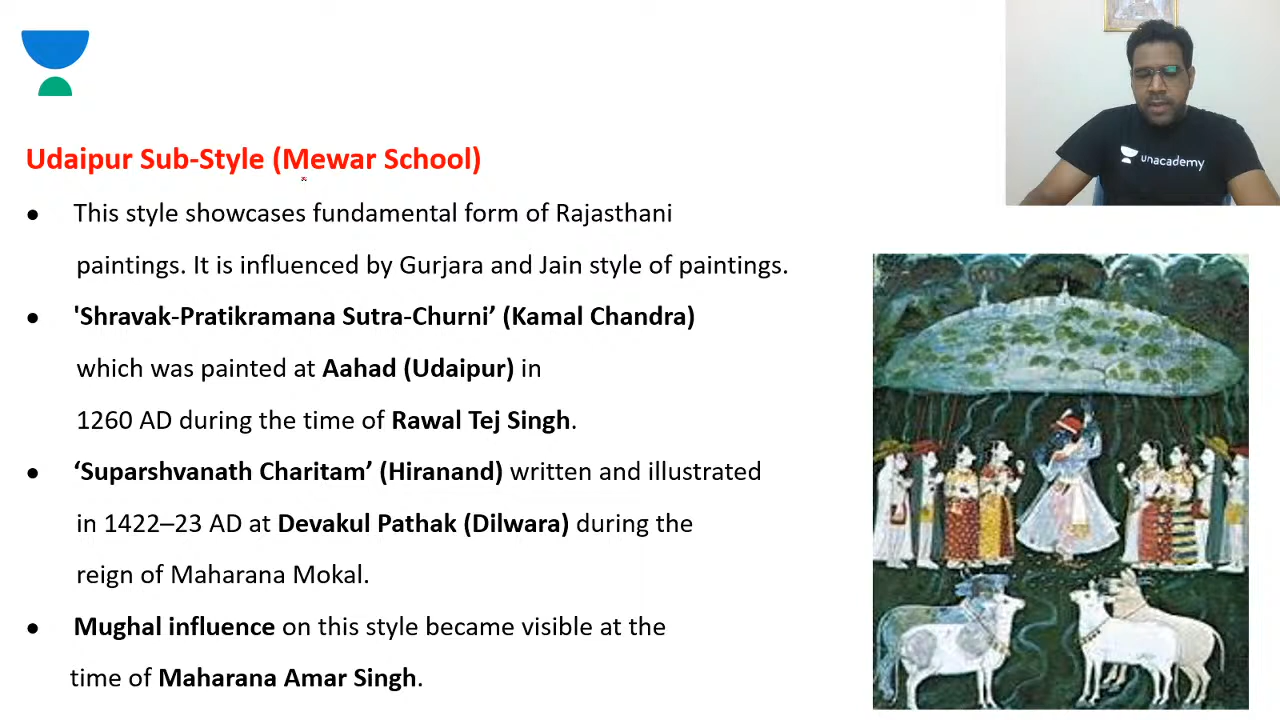 Udaipur Sub-Style (Mewar School)
● This style showcases fundamental form of Rajasthani
paintings. It is influenced by Gurjara and Jain style of paintings.
● 'Shravak-Pratikramana Sutra-Churni’ (Kamal Chandra)
which was painted at Aahad (Udaipur) in
1260 AD during the time of Rawal Tej Singh.
● ‘Suparshvanath Charitam’ (Hiranand) written and illustrated
in 1422–23 AD at Devakul Pathak (Dilwara) during the
reign of Maharana Mokal.
● Mughal influence on this style became visible at the
time of Maharana Amar Singh.
unacademy